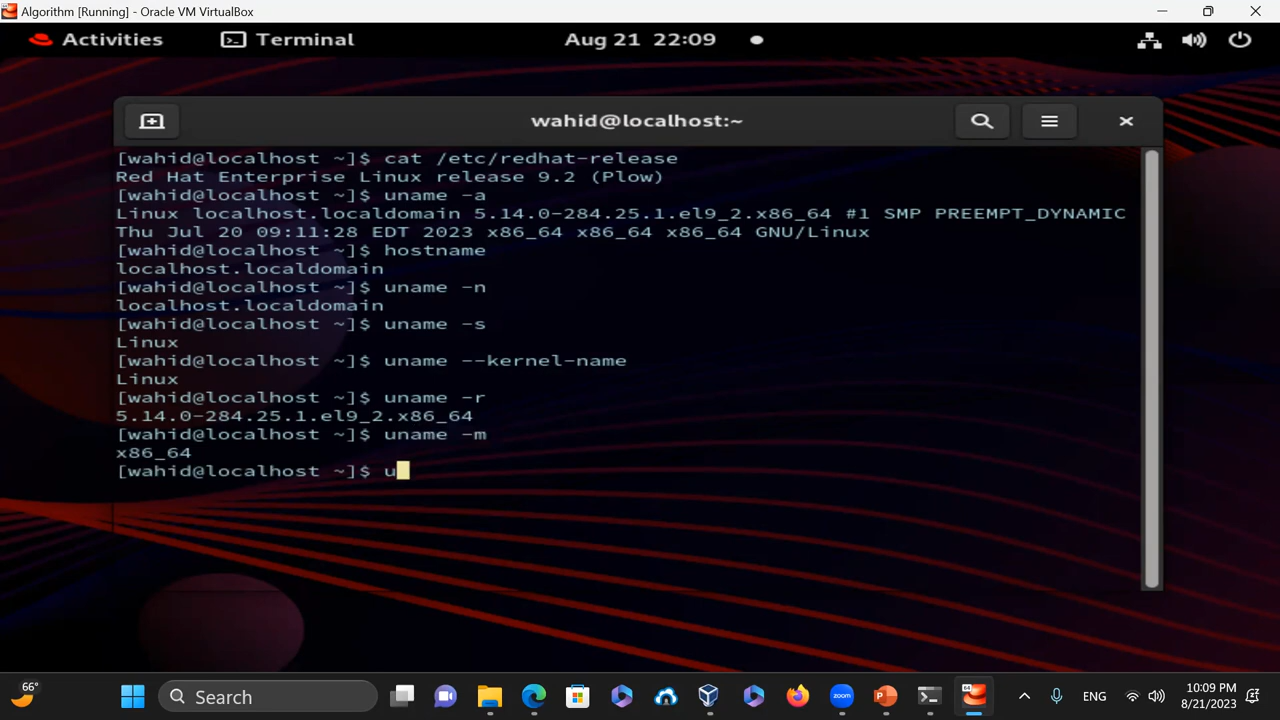 Algorithm [Running] - Oracle VM VirtualBox
Activities Terminal Aug 21 22:09
wahid@localhost:~
[wahid@localhost ~]$ cat /etc/redhat-release
Red Hat Enterprise Linux release 9.2 (Plow)
[wahid@localhost ~]$ uname -a
Linux localhost.localdomain 5.14.0-284.25.1.el9_2.x86_64 #1 SMP PREEMPT_DYNAMIC
Thu Jul 20 09:11:28 EDT 2023 x86_64 x86_64 x86_64 GNU/Linux
[wahid@localhost ~]$ hostname
localhost.localdomain
[wahid@localhost ~]$ uname -n
localhost.localdomain
[wahid@localhost ~]$ uname -s
Linux
[wahid@localhost ~]$ uname --kernel-name
Linux
[wahid@localhost ~]$ uname -r
5.14.0-284.25.1.el9_2.x86_64
[wahid@localhost ~]$ uname -m
x86_64
[wahid@localhost ~]$ u
66°
Search
zoom
ENG
10:09 PM
8/21/2023